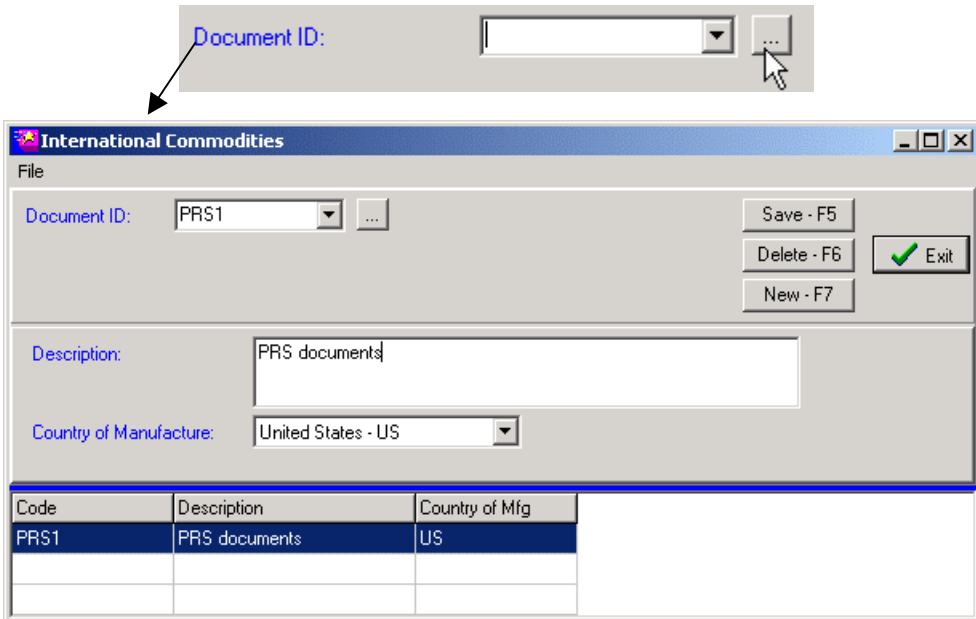 Document ID:
...
International Commodities
File
Document ID: PRS1 ... Save - F5
Delete - F6 Exit
New - F7
Description: PRS documents
Country of Manufacture: United States - US
Code Description Country of Mfg
PRS1 PRS documents US